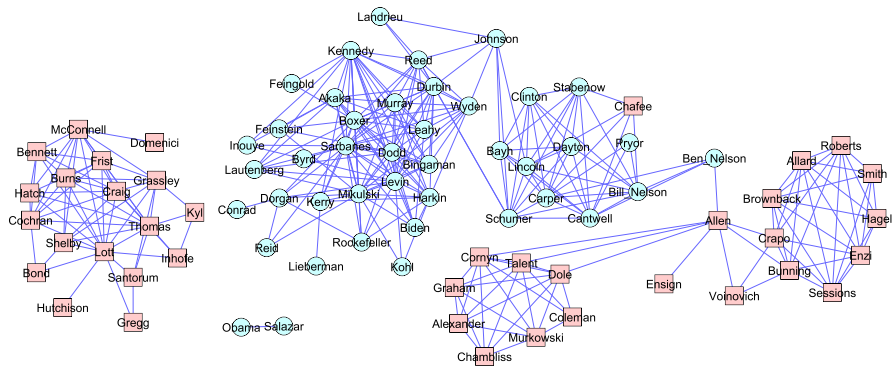 Landrieu
Johnson
Kennedy
Reed
Feingold
Durbin
Stabenow
Akaka
Murray
Wyden
Clinton
Chafee
Boxer
McConnell
Feinstein
Leahy
Domenici
Inouye
Sarbanes
Dodd
Bayh
Dayton
Pryor
Roberts
Bennett
Frist
Byrd
Bingaman
Lincoln
Ben_Nelson
Allard
Lautenberg
Smith
Burns
Craig
Grassley
Levin
Hatch
Mikulski
Harkin
Carper
Bill_Nelson
Brownback
Dorgan
Kerry
Conrad
Kyl
Schumer
Cantwell
Allen
Hagel
Cochran
Thomas
Biden
Crapo
Shelby
Reid
Rockefeller
Lott
Inhofe
Cornyn
Talent
Enzi
Bond
Lieberman
Kohl
Dole
Bunning
Santorum
Graham
Ensign
Voinovich
Sessions
Hutchison
Gregg
Obama
Salazar
Alexander
Coleman
Murkowski
Chambliss